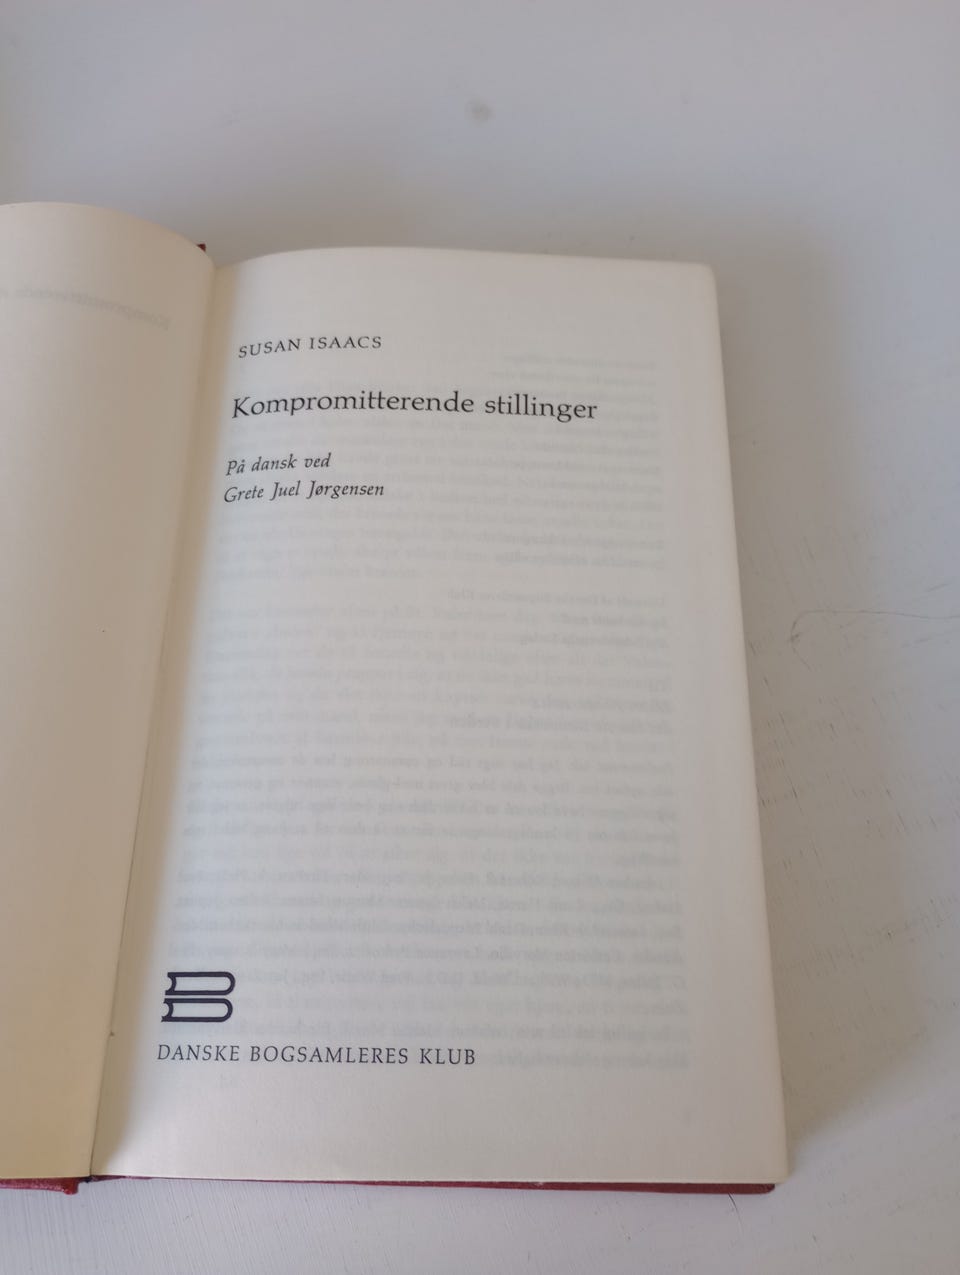 SUSAN ISAACS
Kompromitterende stillinger
På dansk ved
Grete Juel Jørgensen
DANSKE BOGSAMLERES KLUB